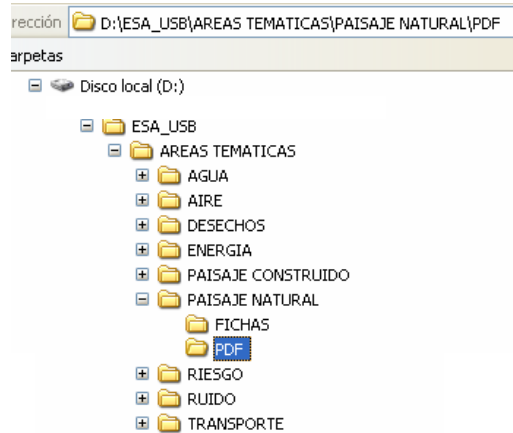 rección D:\ESA_USB\AREAS TEMATICAS\PAISAJE NATURAL\PDF
arpetas
Disco local (D:)
ESA_USB
AREAS TEMATICAS
AGUA
AIRE
DESECHOS
ENERGIA
PAISAJE CONSTRUIDO
PAISAJE NATURAL
FICHAS
PDF
RIESGO
RUIDO
TRANSPORTE